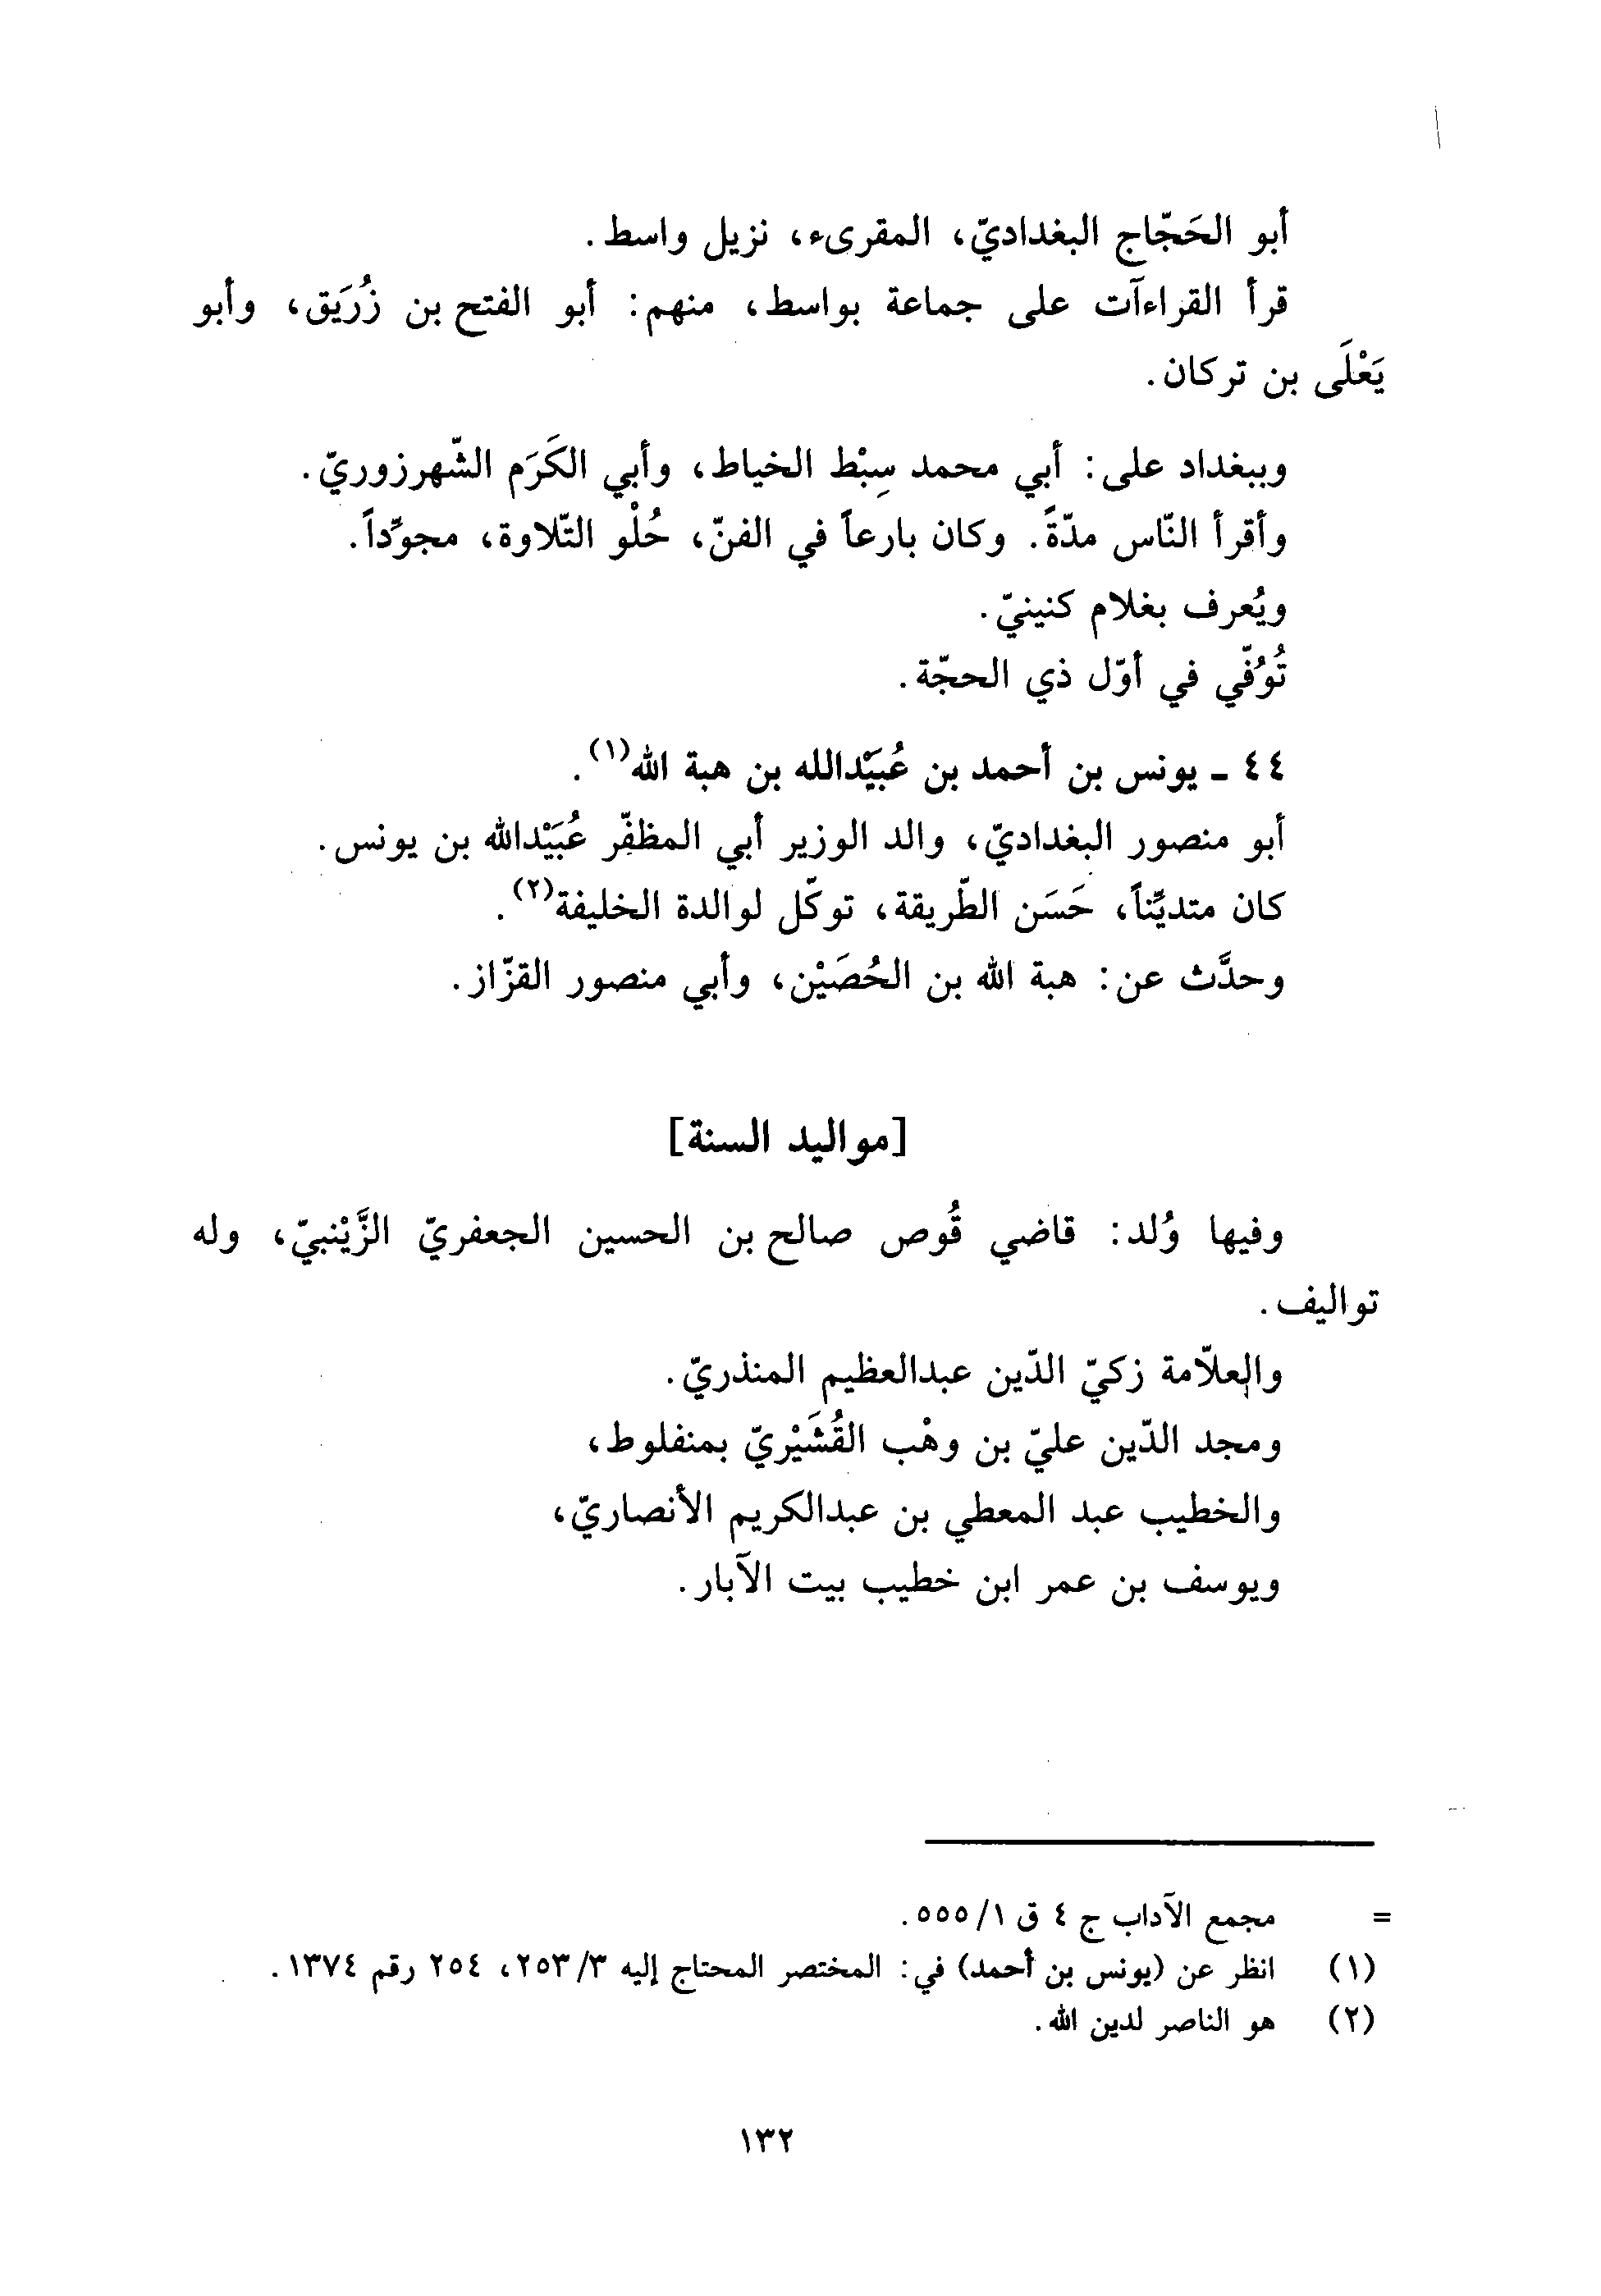 أبو الحَجّاج البغداديّ، المقرىء، نزيل واسط.
قرأ القراءآت على جماعة بواسط، منهم: أبو الفتح بن زُرَيق، وأبو
يَعْلَى بن تركان.
وببغداد على: أبي محمد سِبْط الخياط، وأبي الكَرَم الشّهرزوريّ.
وأقرأ النّاس مدّةً. وكان بارعاً في الفنّ، حُلْو التّلاوة، مجوِّداً.
ويُعرف بغلام كنينيّ.
تُوُفّي في أوّل ذي الحجّة.
٤٤ ـ يونس بن أحمد بن عُبَيْدالله بن هبة الله(١).
أبو منصور البغداديّ، والد الوزير أبي المظفّر عُبَيْدالله بن يونس.
كان متديِّناً، حَسَن الطّريقة، توكّل لوالدة الخليفة(٢).
وحدَّث عن: هبة الله بن الحُصَيْن، وأبي منصور القزّاز.
[مواليد السنة]
وفيها وُلد: قاضي قُوص صالح بن الحسين الجعفريّ الزَّيْنبيّ، وله
تواليف.
والعلاّمة زكيّ الدّين عبدالعظيم المنذريّ.
ومجد الدّين عليّ بن وهْب القُشَيْريّ بمنفلوط،
والخطيب عبد المعطي بن عبدالكريم الأنصاريّ،
ويوسف بن عمر ابن خطيب بيت الآبار.
= مجمع الآداب ج ٤ ق ١/ ٥٥٥.
(١) انظر عن (يونس بن أحمد) في: المختصر المحتاج إليه ٣/ ٢٥٣، ٢٥٤ رقم ١٣٧٤.
(٢) هو الناصر لدين الله.
١٣٢